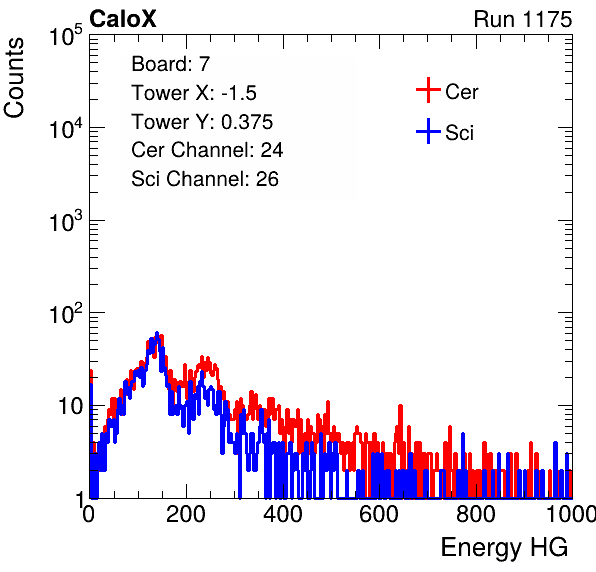 CaloX Run 1175
Counts
Board: 7
Tower X: -1.5
Tower Y: 0.375
Cer Channel: 24
Sci Channel: 26
Cer
Sci
10^5
10^4
10^3
10^2
10
1
0 200 400 600 800 1000
Energy HG